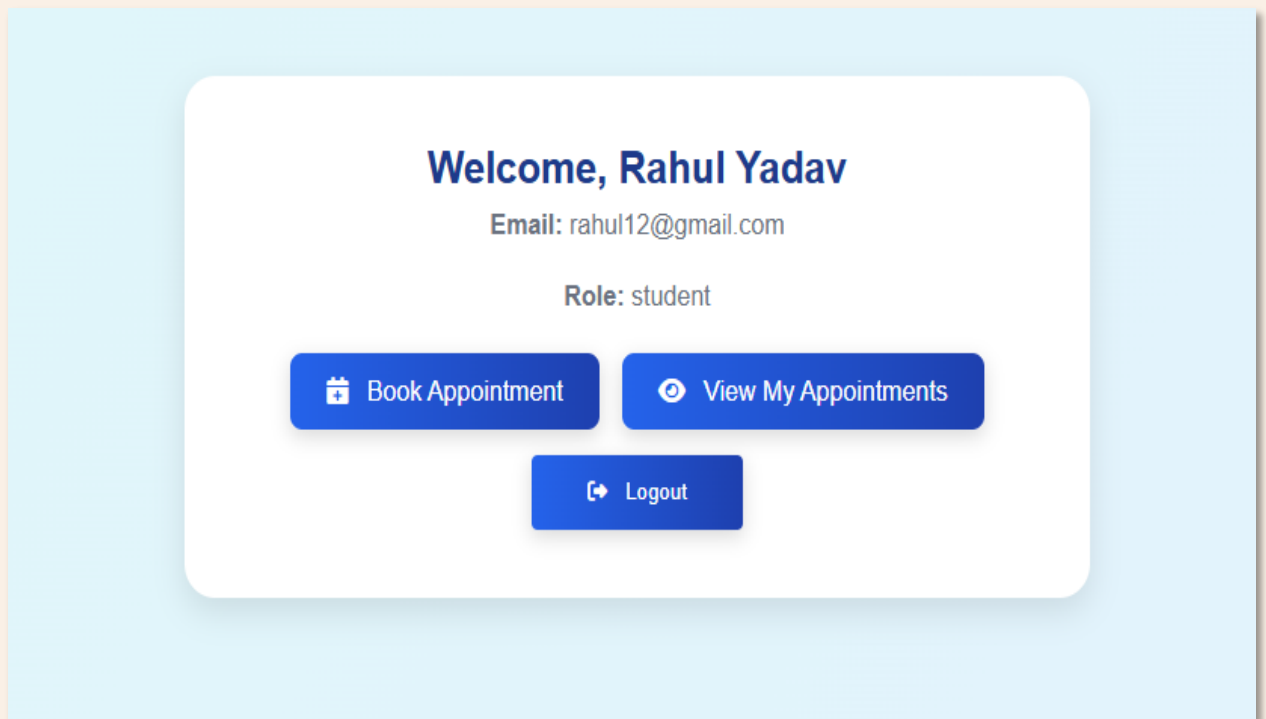 Welcome, Rahul Yadav
Email: rahul12@gmail.com
Role: student
Book Appointment
View My Appointments
Logout